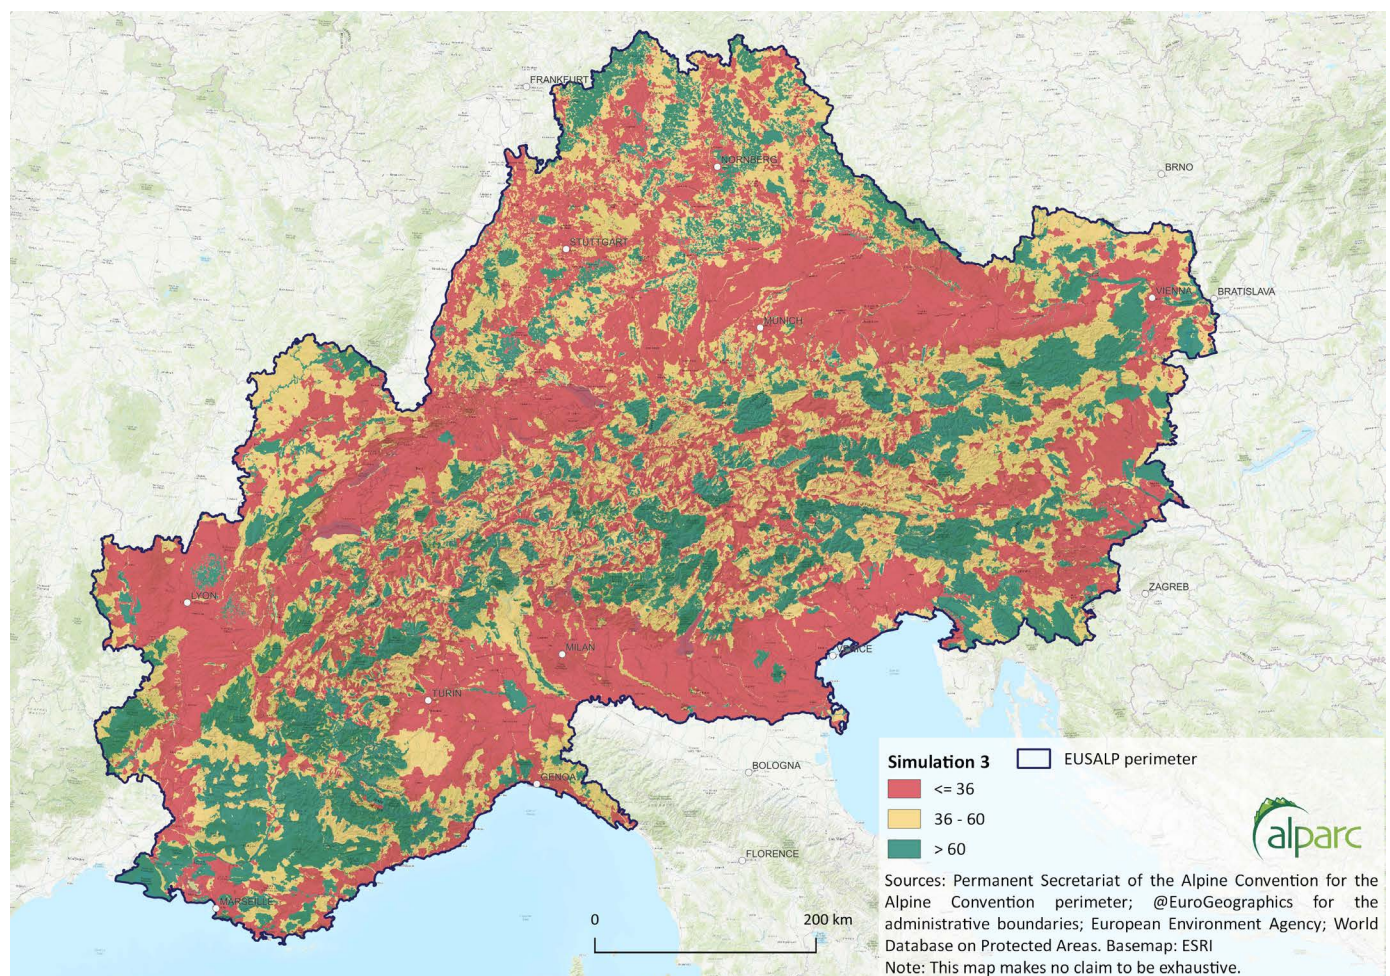 FRANKFURT
NÜRNBERG
BRNO
STUTTGART
VIENNA
BRATISLAVA
MUNICH
ZAGREB
LYON
MILAN
VENICE
TURIN
BOLOGNA
GENOA
FLORENCE
MARSEILLE
Simulation 3
EUSALP perimeter
<= 36
36 - 60
> 60
alparc
Sources: Permanent Secretariat of the Alpine Convention for the
Alpine Convention perimeter; @EuroGeographics for the
administrative boundaries; European Environment Agency; World
Database on Protected Areas. Basemap: ESRI
Note: This map makes no claim to be exhaustive.
0
200 km